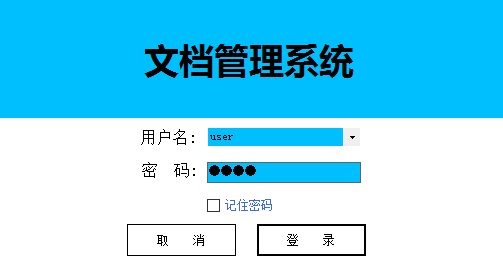 文档管理系统
用户名: user
密 码: ●●●●
记住密码
取 消 登 录